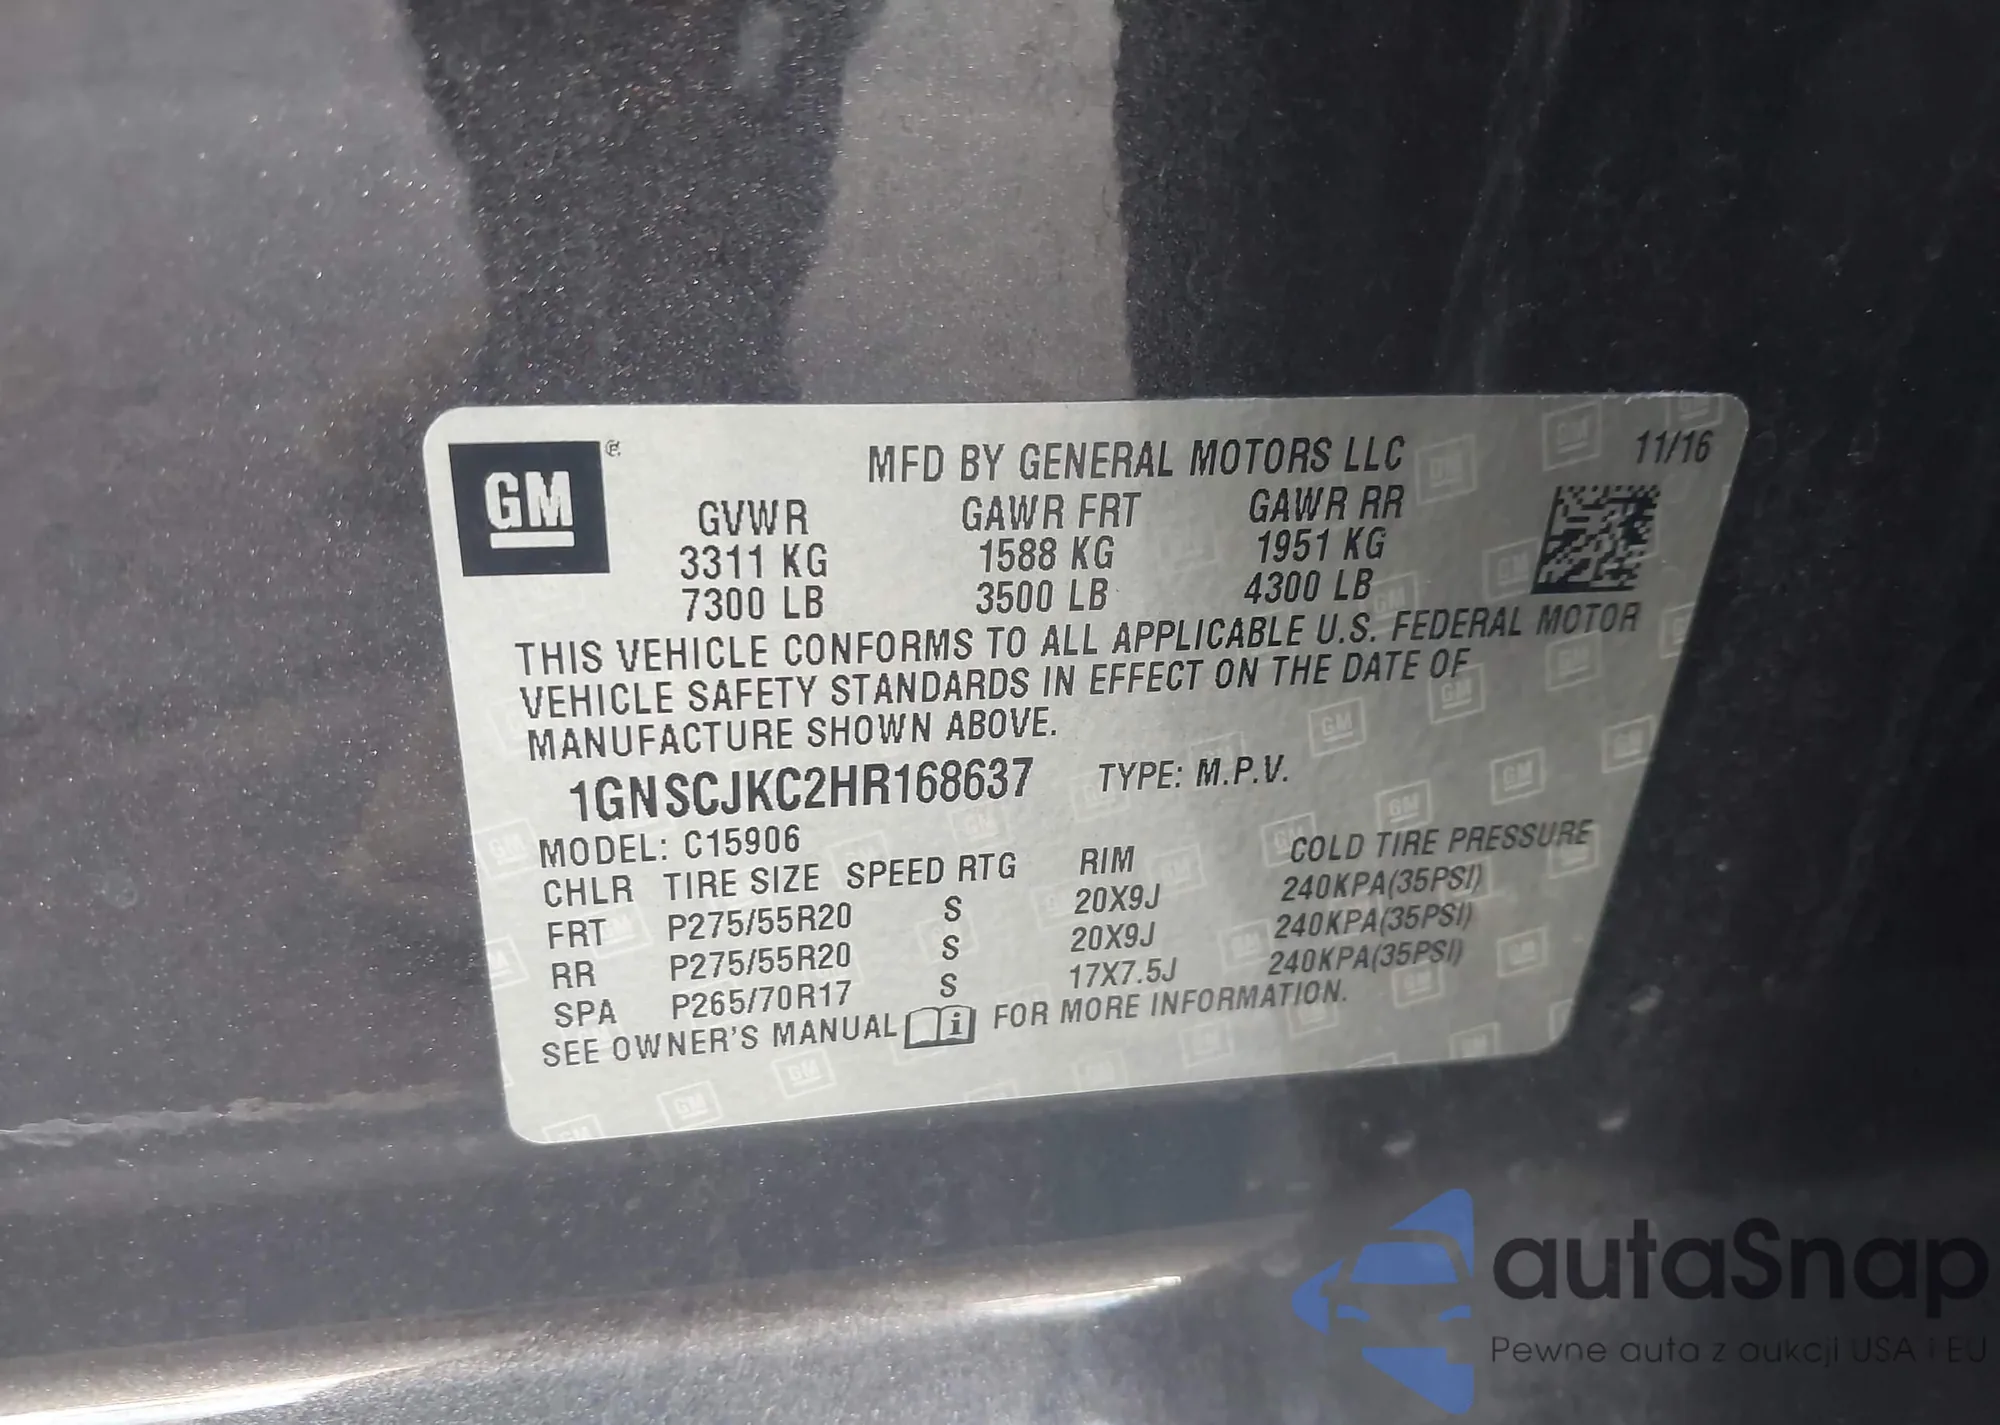 GM
MFD BY GENERAL MOTORS LLC 11/16
GVWR GAWR FRT GAWR RR
3311 KG 1588 KG 1951 KG
7300 LB 3500 LB 4300 LB
THIS VEHICLE CONFORMS TO ALL APPLICABLE U.S. FEDERAL MOTOR
VEHICLE SAFETY STANDARDS IN EFFECT ON THE DATE OF
MANUFACTURE SHOWN ABOVE.
1GNSCJKC2HR168637 TYPE: M.P.V.
MODEL: C15906
CHLR TIRE SIZE SPEED RTG RIM COLD TIRE PRESSURE
FRT P275/55R20 S 20X9J 240KPA(35PSI)
RR P275/55R20 S 20X9J 240KPA(35PSI)
SPA P265/70R17 S 17X7.5J 240KPA(35PSI)
SEE OWNER'S MANUAL i FOR MORE INFORMATION.
autaSnap
Pewne auta z aukcji USA i EU